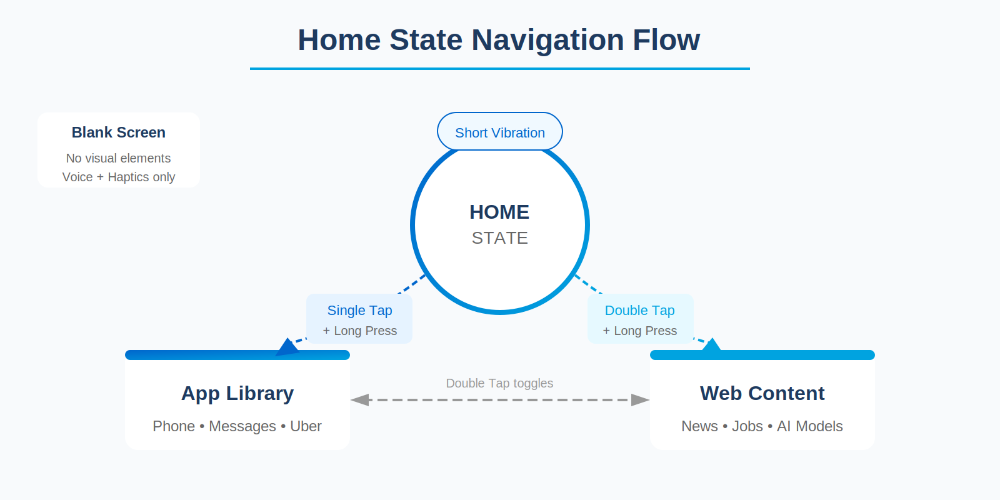 Home State Navigation Flow
Blank Screen
No visual elements
Voice + Haptics only
Short Vibration
HOME
STATE
Single Tap
+ Long Press
Double Tap
+ Long Press
App Library
Phone • Messages • Uber
Double Tap toggles
Web Content
News • Jobs • AI Models